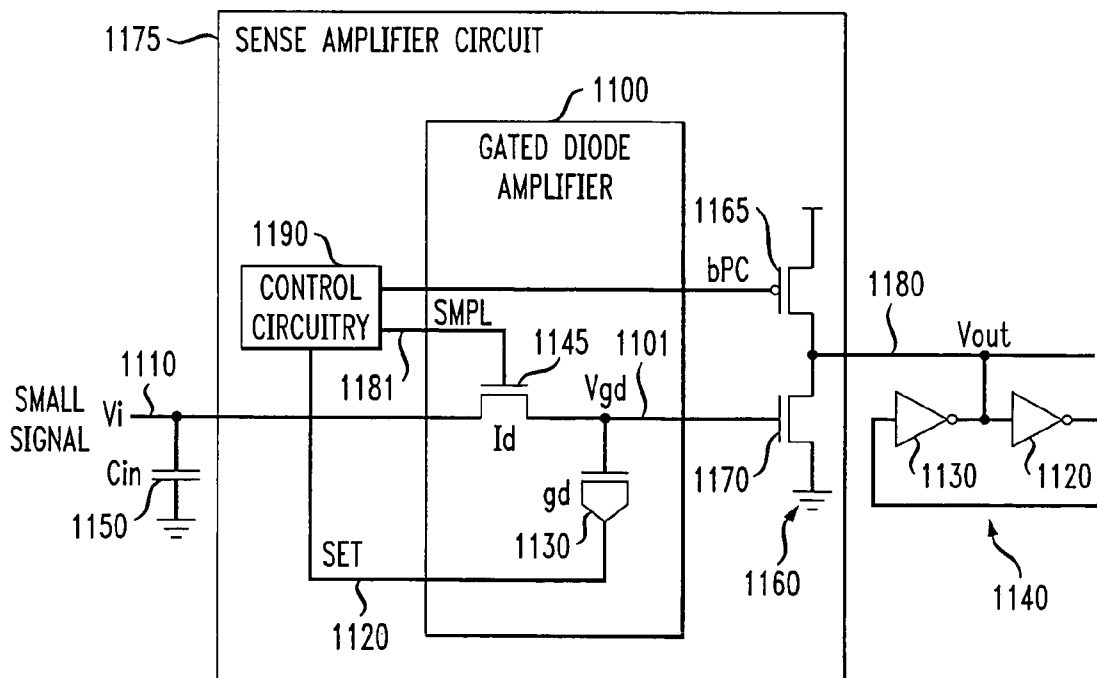 1175
SENSE AMPLIFIER CIRCUIT
1100
GATED DIODE
AMPLIFIER
1165
1190
bPC
CONTROL
CIRCUITRY
SMPL
1180
1145
1101
Vout
1110
1181
Vgd
SMALL
SIGNAL
Vi
Id
Cin
1170
1130
1120
gd
1150
1130
SET
1160
1120
1140